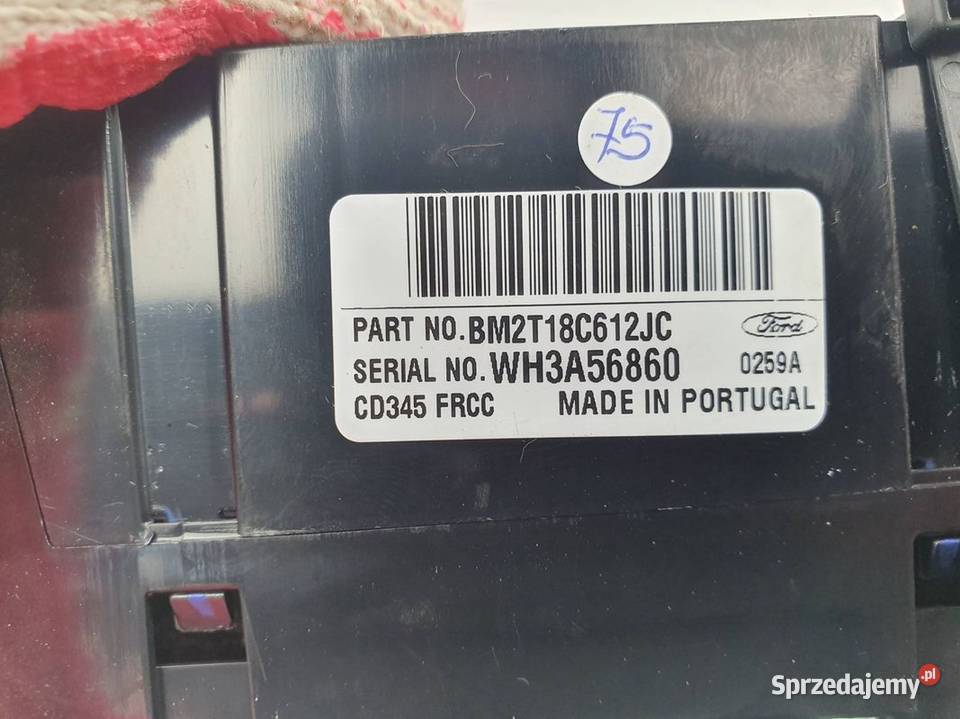 75
PART NO. BM2T18C612JC Ford
SERIAL NO. WH3A56860 0259A
CD345 FRCC MADE IN PORTUGAL
Sprzedajemy.pl